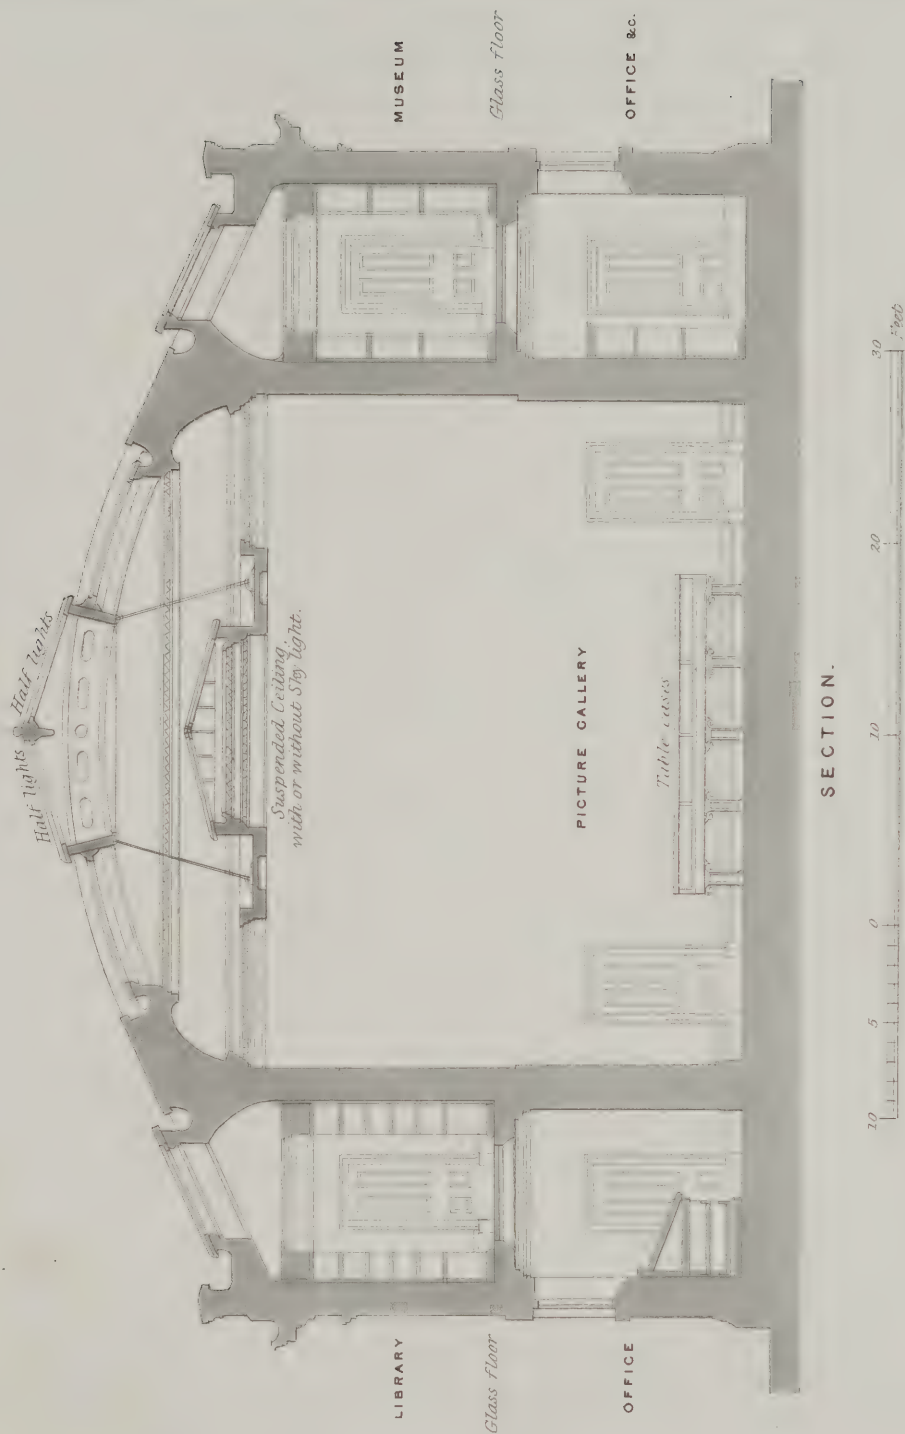 Half lights Half lights
Suspended Ceiling,
with or without Sky light.
LIBRARY
MUSEUM
Glass floor
Glass floor
PICTURE GALLERY
OFFICE
OFFICE &c.
Table cases
SECTION.
10 5 0 10 20 30 Feet